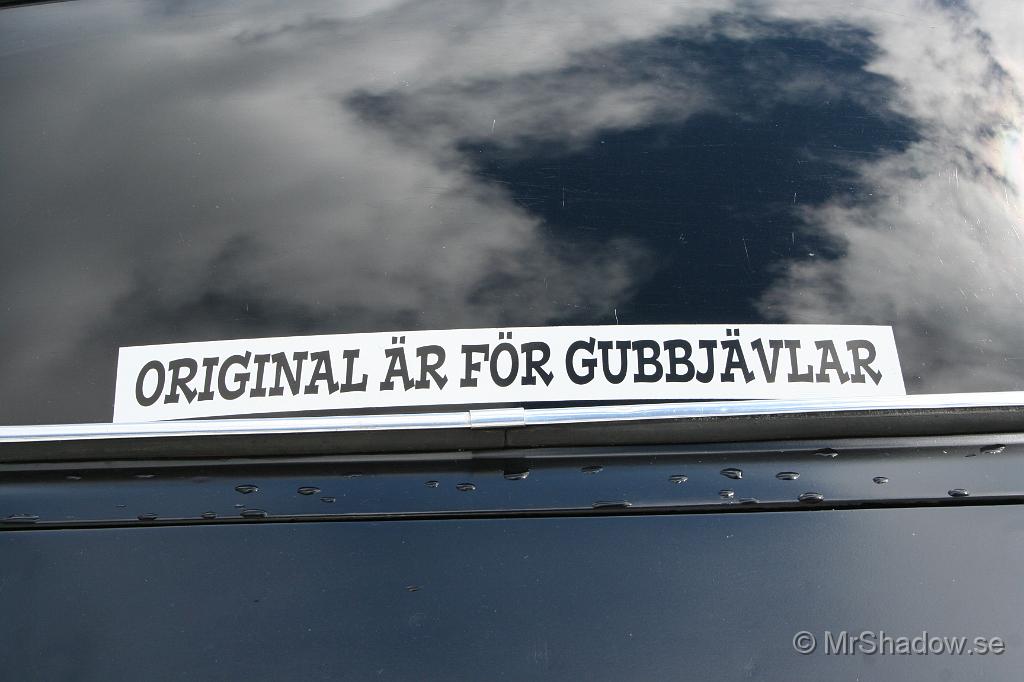 ORIGINAL ÄR FÖR GUBBJÄVLAR
© MrShadow.se